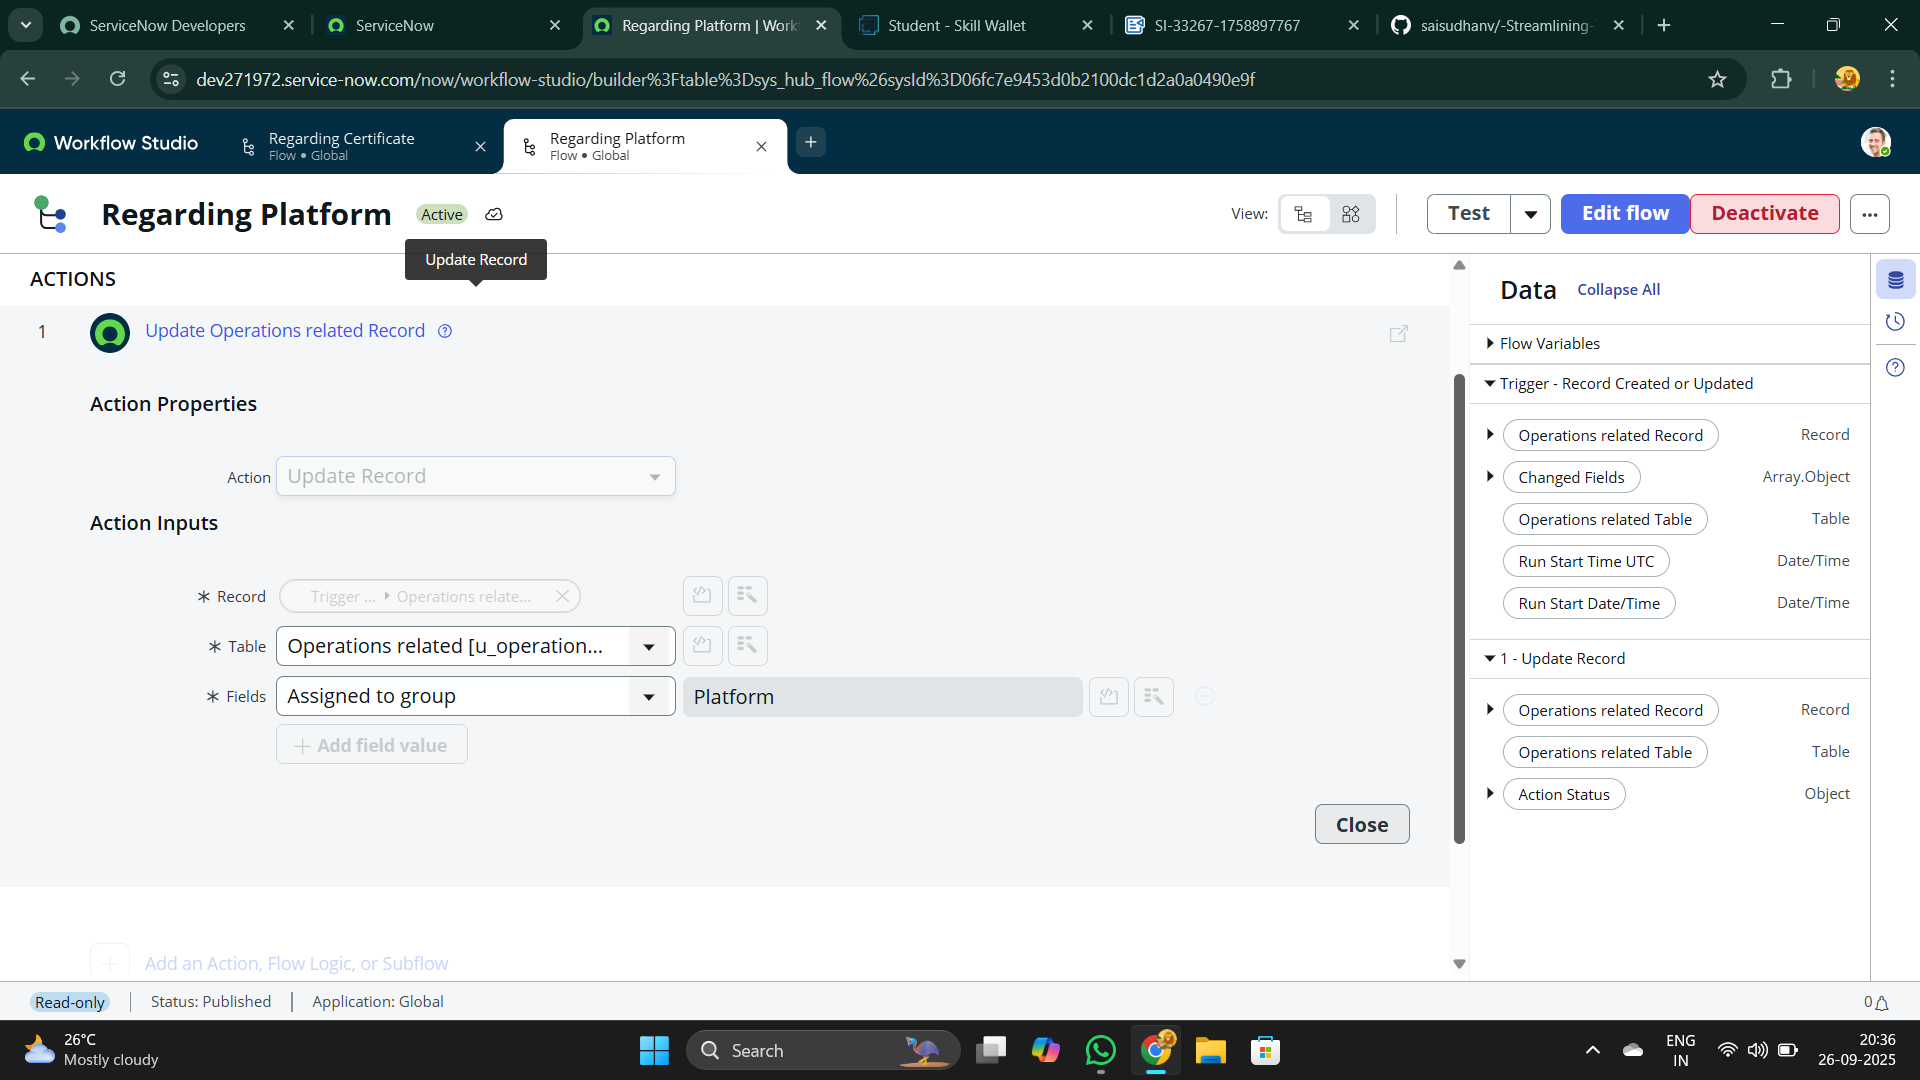 ServiceNow Developers
ServiceNow
Regarding Platform | Work
Student - Skill Wallet
SI-33267-1758897767
saisudhanv/-Streamlining-
dev271972.service-now.com/now/workflow-studio/builder%3Ftable%3Dsys_hub_flow%26sysId%3D06fc7e9453d0b2100dc1d2a0a0490e9f
Workflow Studio
Regarding Certificate
Flow • Global
Regarding Platform
Flow • Global
Regarding Platform
Active
View:
Test
Edit flow
Deactivate
Update Record
ACTIONS
1
Update Operations related Record
Action Properties
Action
Update Record
Action Inputs
* Record
Trigger ... Operations relate...
* Table
Operations related [u_operation...
* Fields
Assigned to group
Platform
+ Add field value
Close
Add an Action, Flow Logic, or Subflow
Data
Collapse All
Flow Variables
Trigger - Record Created or Updated
Operations related Record
Record
Changed Fields
Array.Object
Operations related Table
Table
Run Start Time UTC
Date/Time
Run Start Date/Time
Date/Time
1 - Update Record
Operations related Record
Record
Operations related Table
Table
Action Status
Object
Read-only
Status: Published
Application: Global
0
26°C
Mostly cloudy
Search
ENG
IN
20:36
26-09-2025